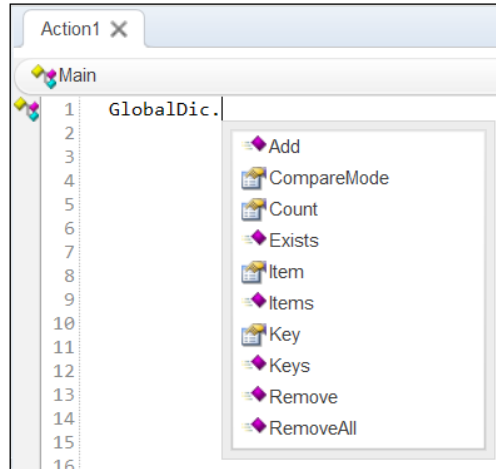 Action1
Main
1 GlobalDic.
2
3
4
5
6
7
8
9
10
11
12
13
14
15
16
Add
CompareMode
Count
Exists
Item
Items
Key
Keys
Remove
RemoveAll